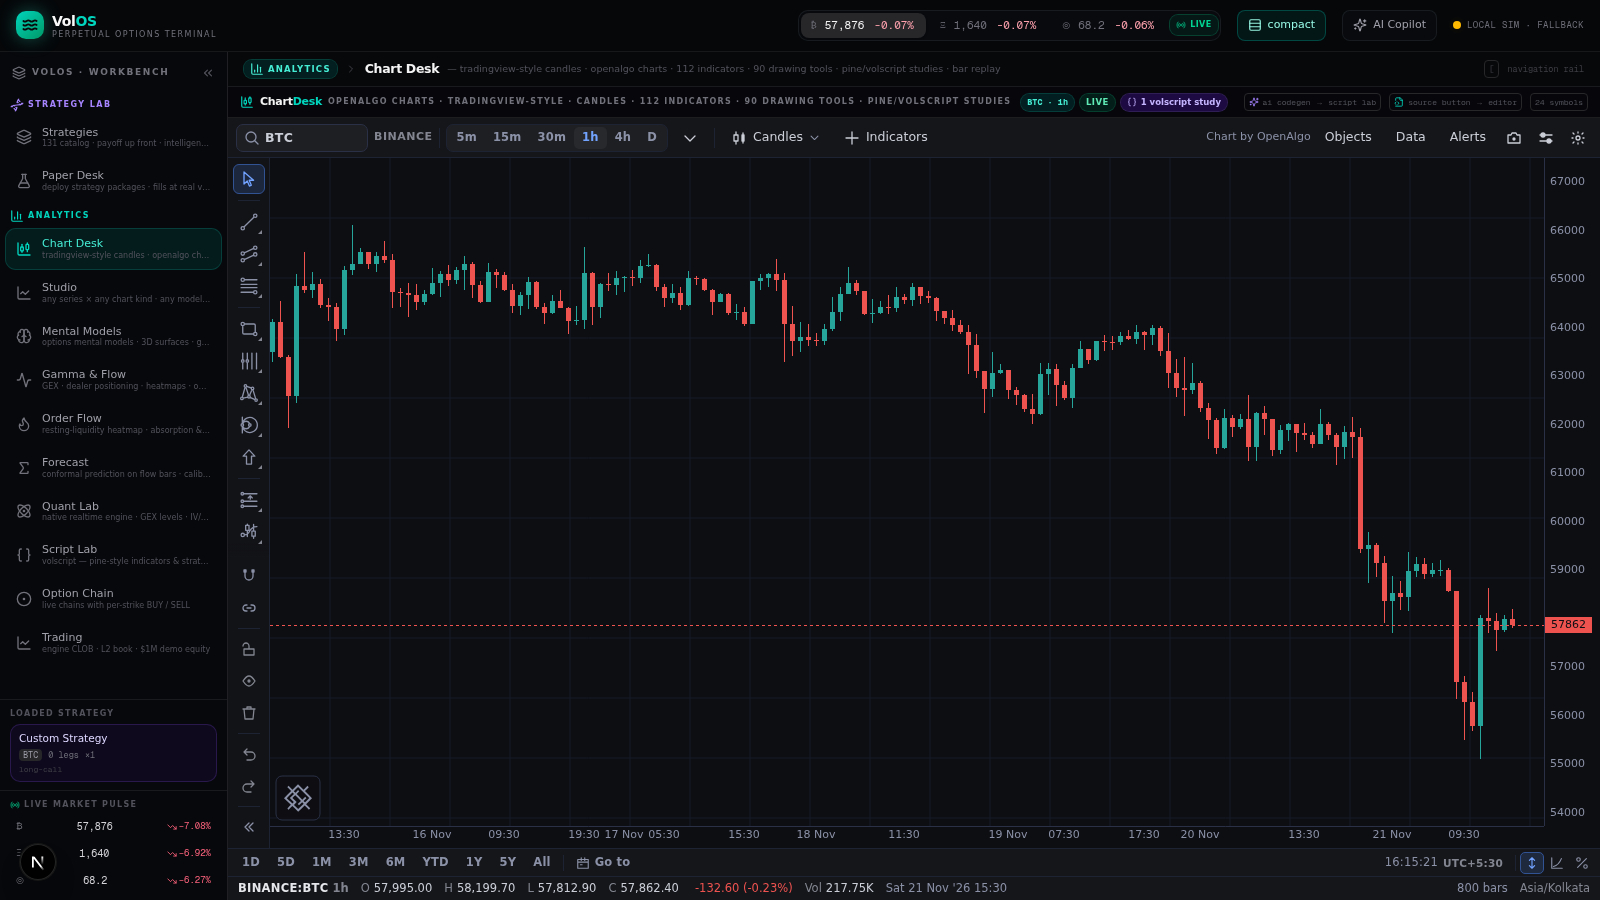 VolOS
PERPETUAL OPTIONS TERMINAL
57,876 -0.07% 1,640 -0.07% 68.2 -0.06% LIVE
compact
AI Copilot
LOCAL SIM · FALLBACK
VOLOS · WORKBENCH
ANALYTICS › Chart Desk — tradingview-style candles · openalgo charts · 112 indicators · 90 drawing tools · pine/volscript studies · bar replay
[ navigation rail
ChartDesk OPENALGO CHARTS · TRADINGVIEW-STYLE · CANDLES · 112 INDICATORS · 90 DRAWING TOOLS · PINE/VOLSCRIPT STUDIES BTC · 1h LIVE 1 volscript study
ai codegen → script lab source button → editor 24 symbols
BTC BINANCE 5m 15m 30m 1h 4h D Candles Indicators
Chart by OpenAlgo Objects Data Alerts
STRATEGY LAB
Strategies
131 catalog · payoff up front · intelligen...
Paper Desk
deploy strategy packages · fills at real v...
ANALYTICS
Chart Desk
tradingview-style candles · openalgo ch...
Studio
any series × any chart kind · any model...
Mental Models
options mental models · 3D surfaces · g...
Gamma & Flow
GEX · dealer positioning · heatmaps · o...
Order Flow
resting-liquidity heatmap · absorption &...
Forecast
conformal prediction on flow bars · calib...
Quant Lab
native realtime engine · GEX levels · IV/...
Script Lab
volscript — pine-style indicators & strat...
Option Chain
live chains with per-strike BUY / SELL
Trading
engine CLOB · L2 book · $1M demo equity
LOADED STRATEGY
Custom Strategy
BTC 0 legs ×1
long-call
LIVE MARKET PULSE
57,876 -7.08%
1,640 -6.92%
68.2 -6.27%
N
67000
66000
65000
64000
63000
62000
61000
60000
59000
57862
57000
56000
55000
54000
13:30 16 Nov 09:30 19:30 17 Nov 05:30 15:30 18 Nov 11:30 19 Nov 07:30 17:30 20 Nov 13:30 21 Nov 09:30
1D 5D 1M 3M 6M YTD 1Y 5Y All Go to
16:15:21 UTC+5:30
BINANCE:BTC 1h O 57,995.00 H 58,199.70 L 57,812.90 C 57,862.40 -132.60 (-0.23%) Vol 217.75K Sat 21 Nov '26 15:30
800 bars Asia/Kolkata